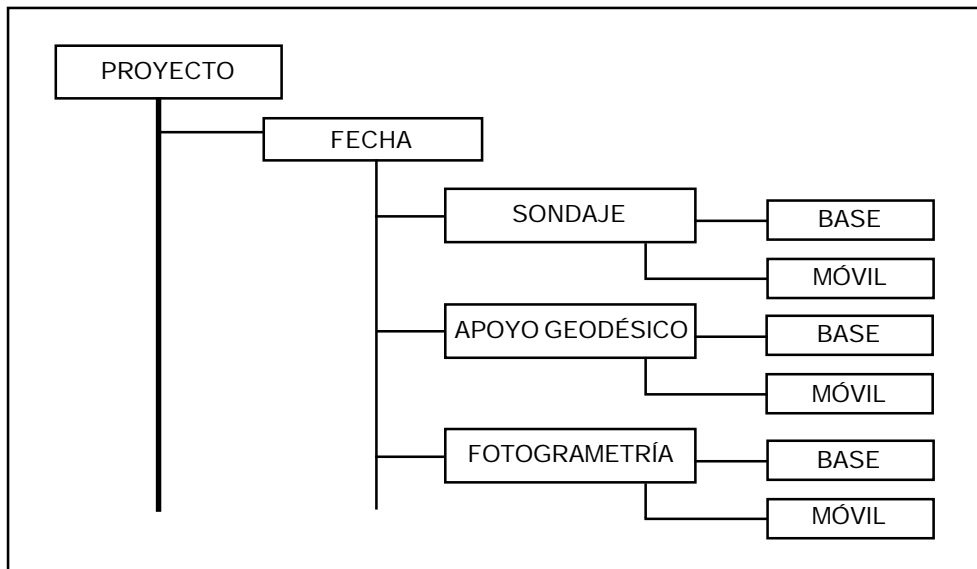 PROYECTO
FECHA
SONDAJE
BASE
MÓVIL
APOYO GEODÉSICO
BASE
MÓVIL
FOTOGRAMETRÍA
BASE
MÓVIL